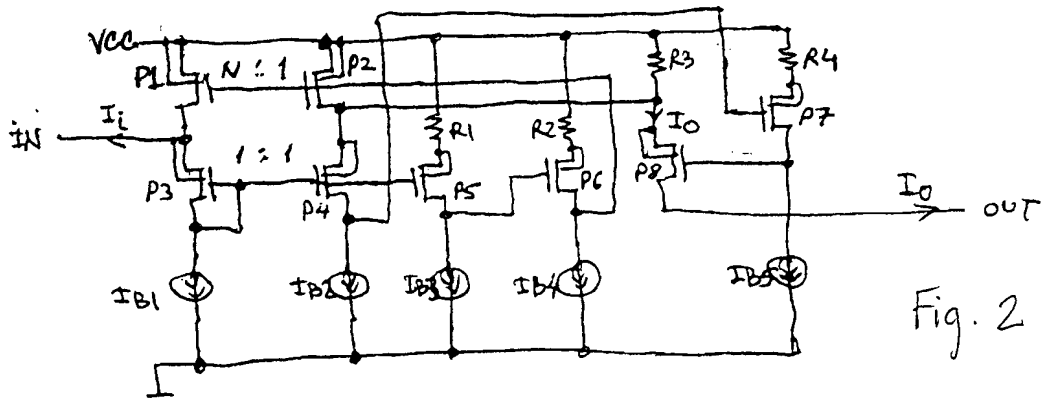 VCC
P1
N : 1
P2
R3
R4
Ii
IN
R1
R2
Io
P7
1 : 1
P3
P4
P5
P6
P8
Io
OUT
IB1
IB2
IB3
IB4
IB5
Fig. 2